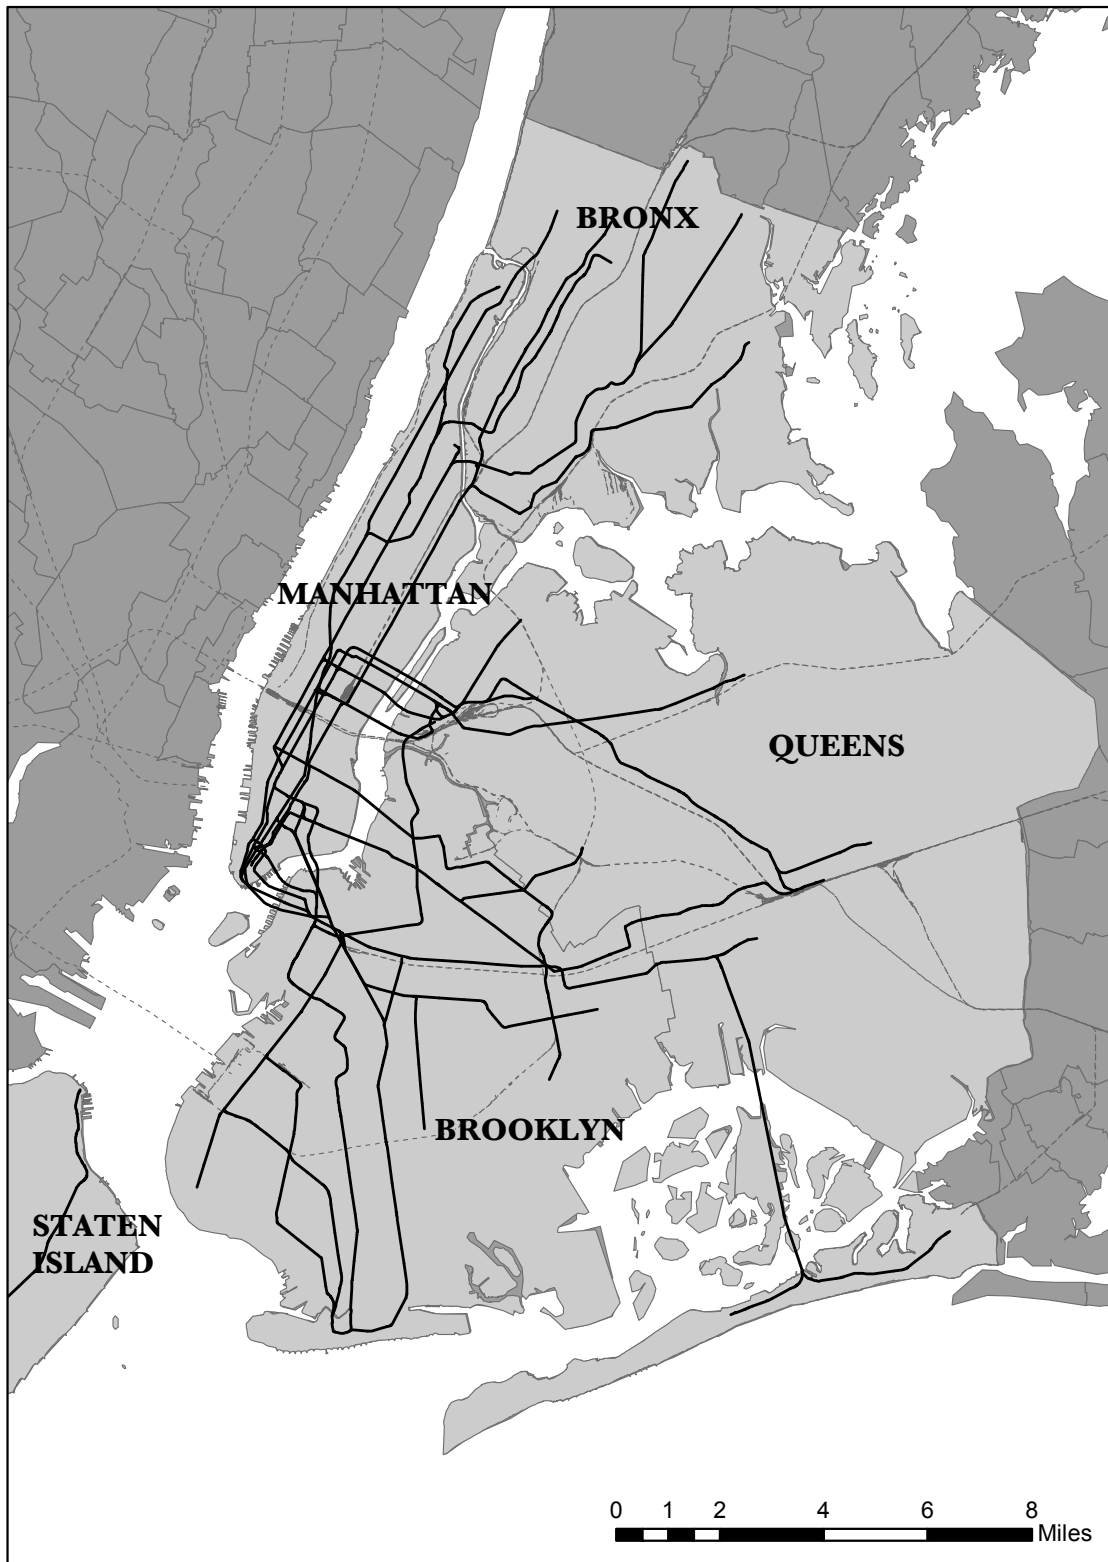 BRONX
MANHATTAN
QUEENS
BROOKLYN
STATEN
ISLAND
0 1 2 4 6 8
Miles